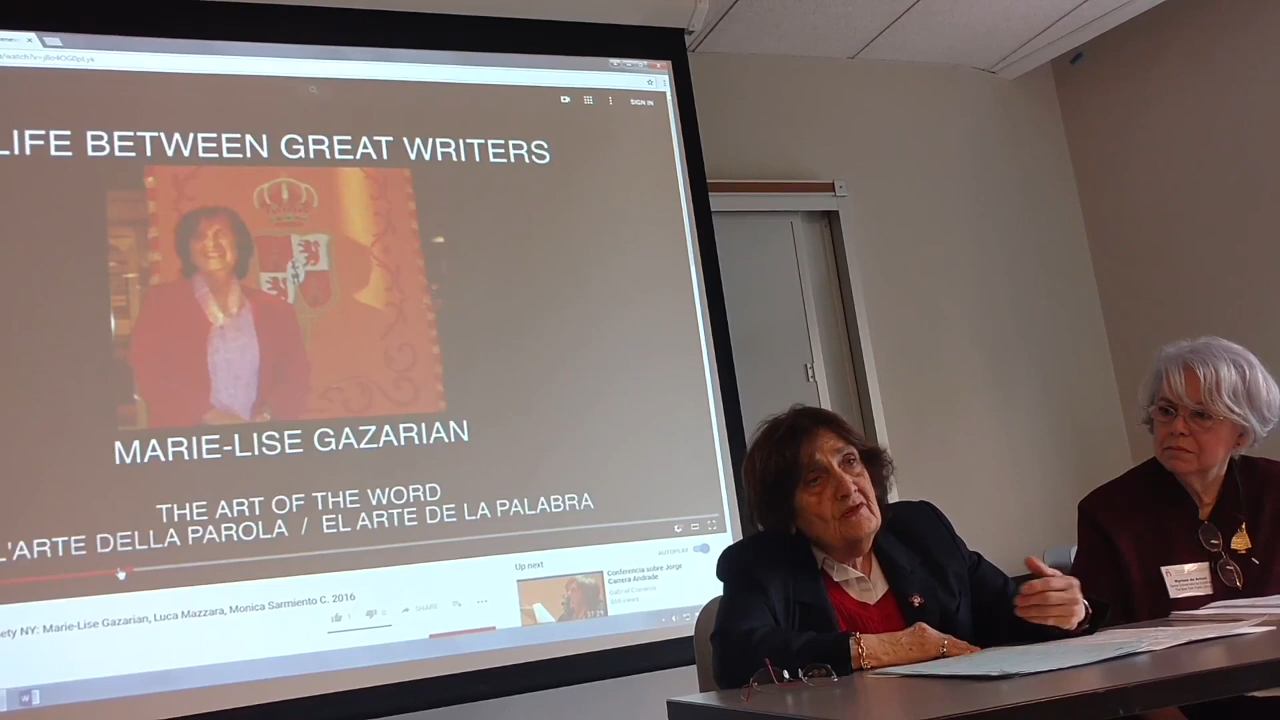 LIFE BETWEEN GREAT WRITERS
MARIE-LISE GAZARIAN
THE ART OF THE WORD
L'ARTE DELLA PAROLA / EL ARTE DE LA PALABRA
SIGN IN
AUTOPLAY
Up next
Conferencia sobre Jorge
Carrera Andrade
37:29
SHARE
ety NY: Marie-Lise Gazarian, Luca Mazzara, Monica Sarmiento C. 2016